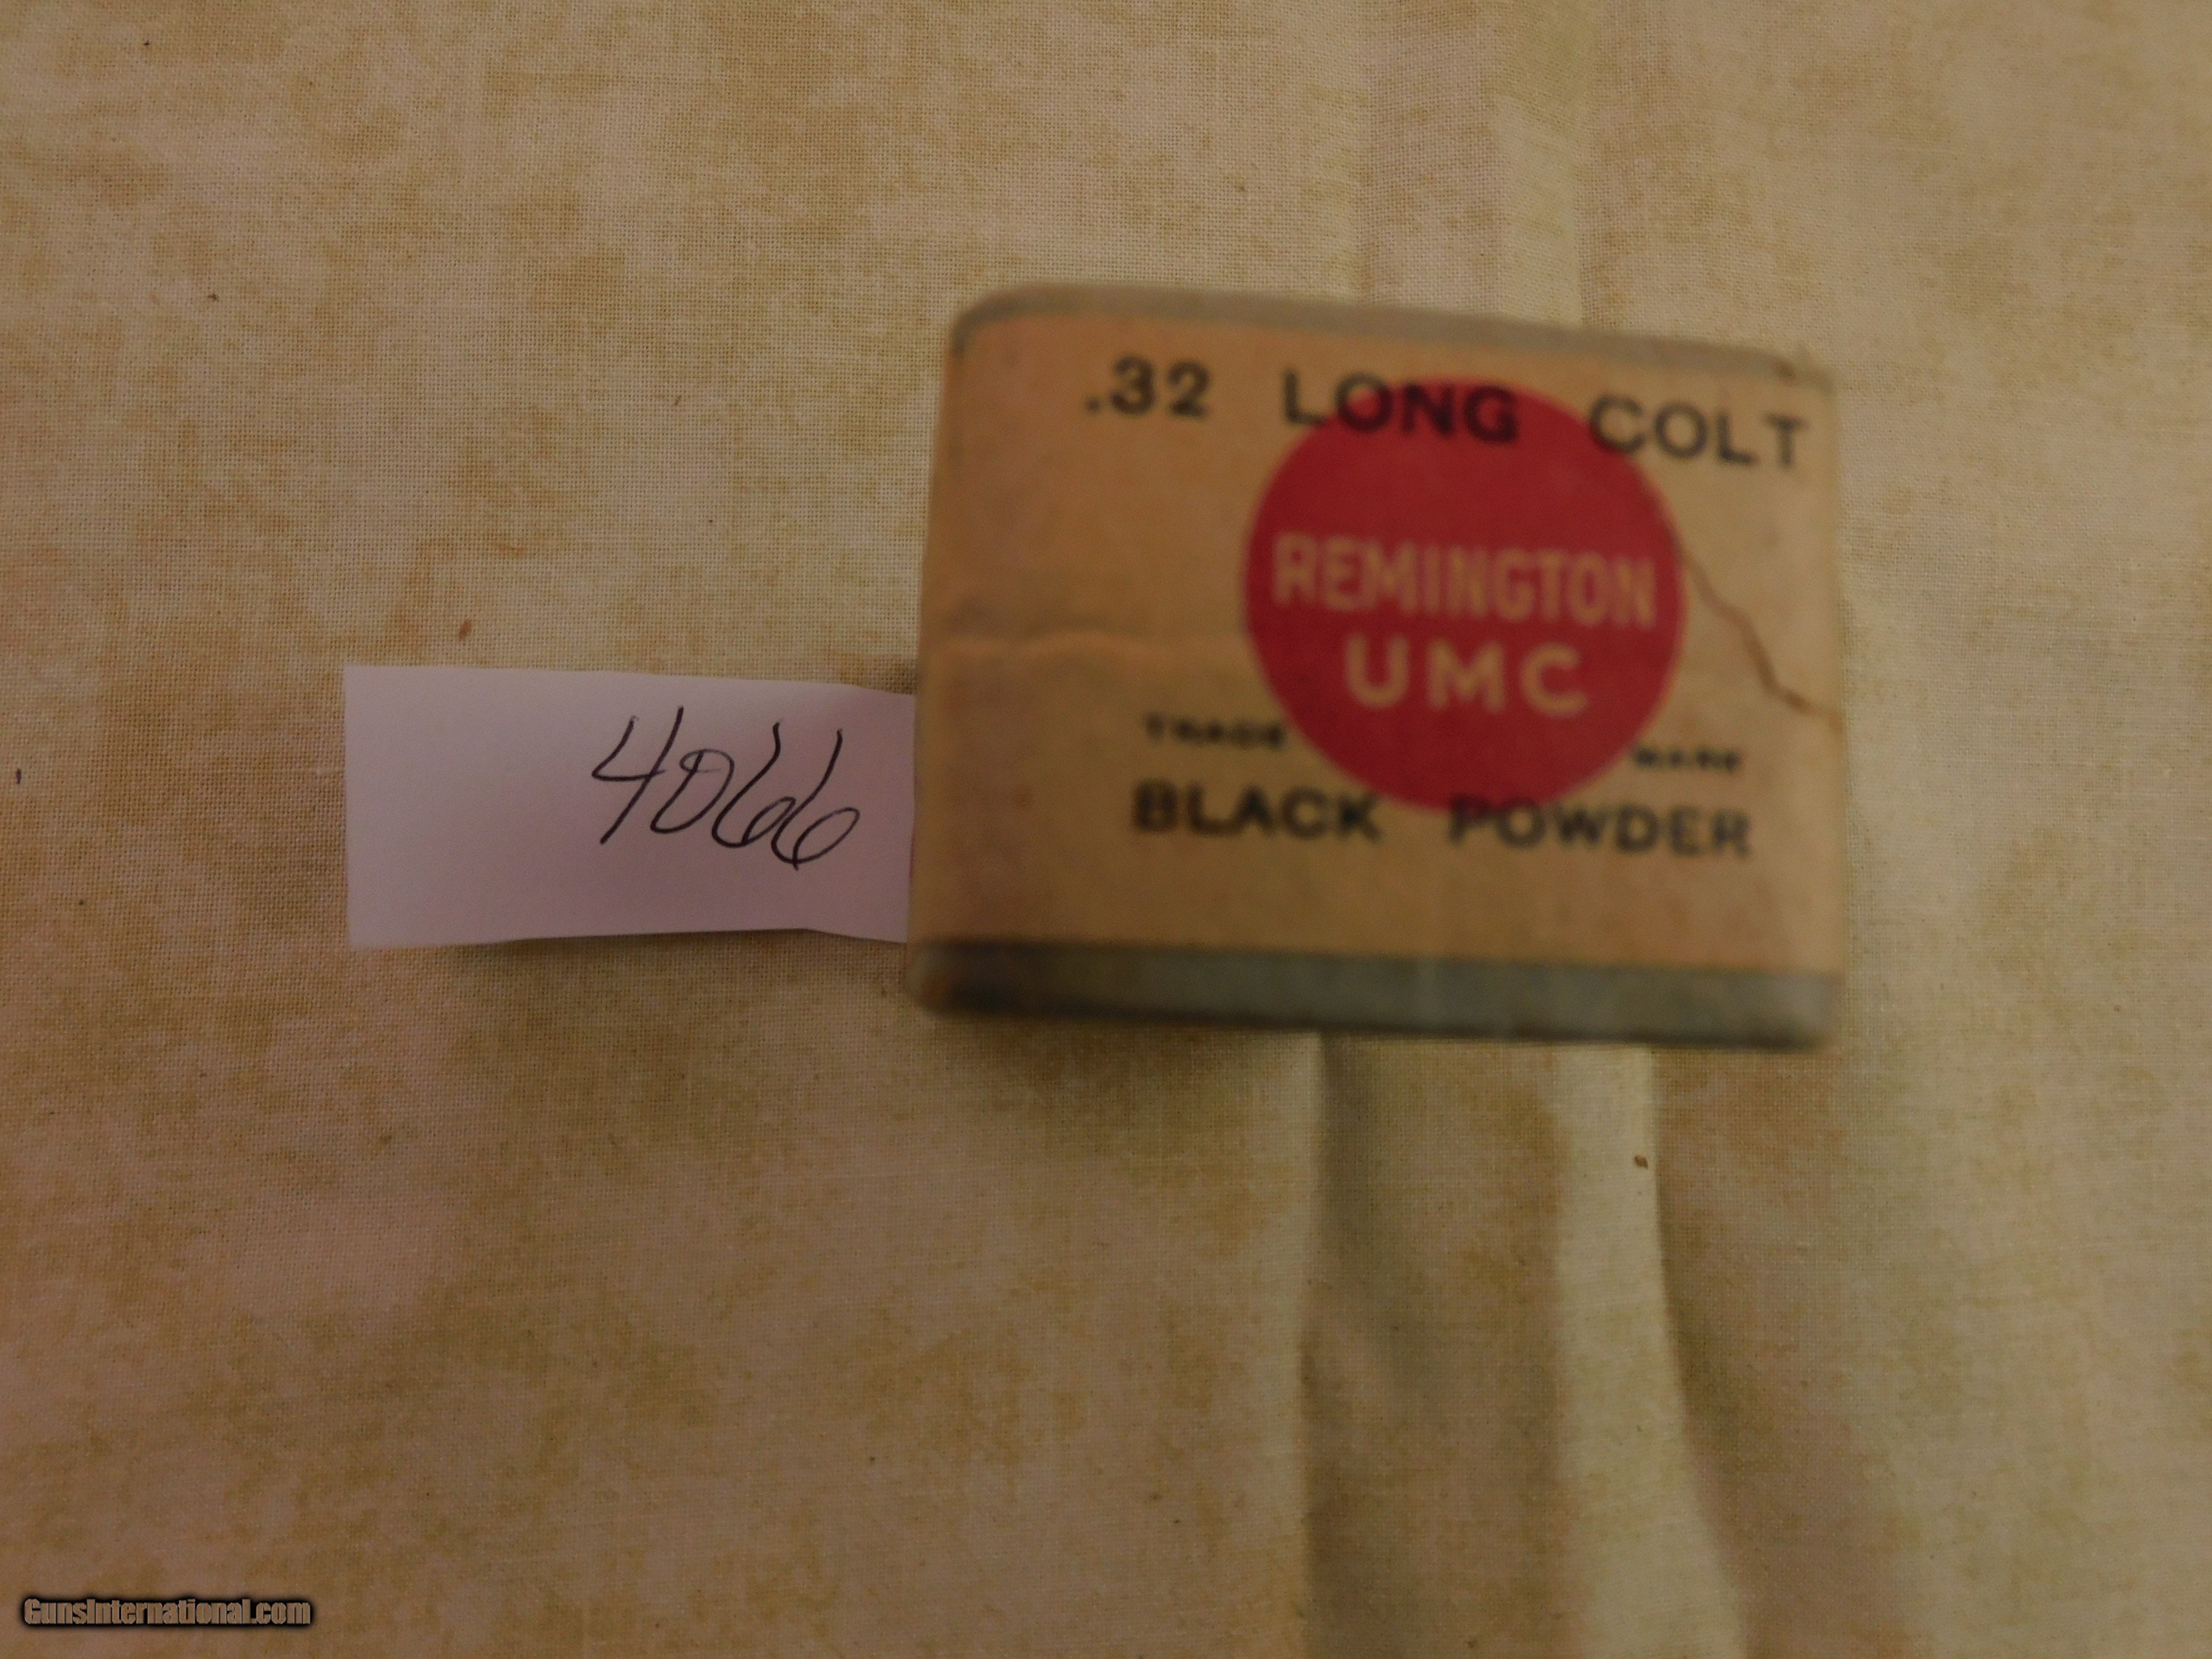 .32 LONG COLT
REMINGTON
UMC
TRADE MARK
BLACK POWDER
4066
GunsInternational.com